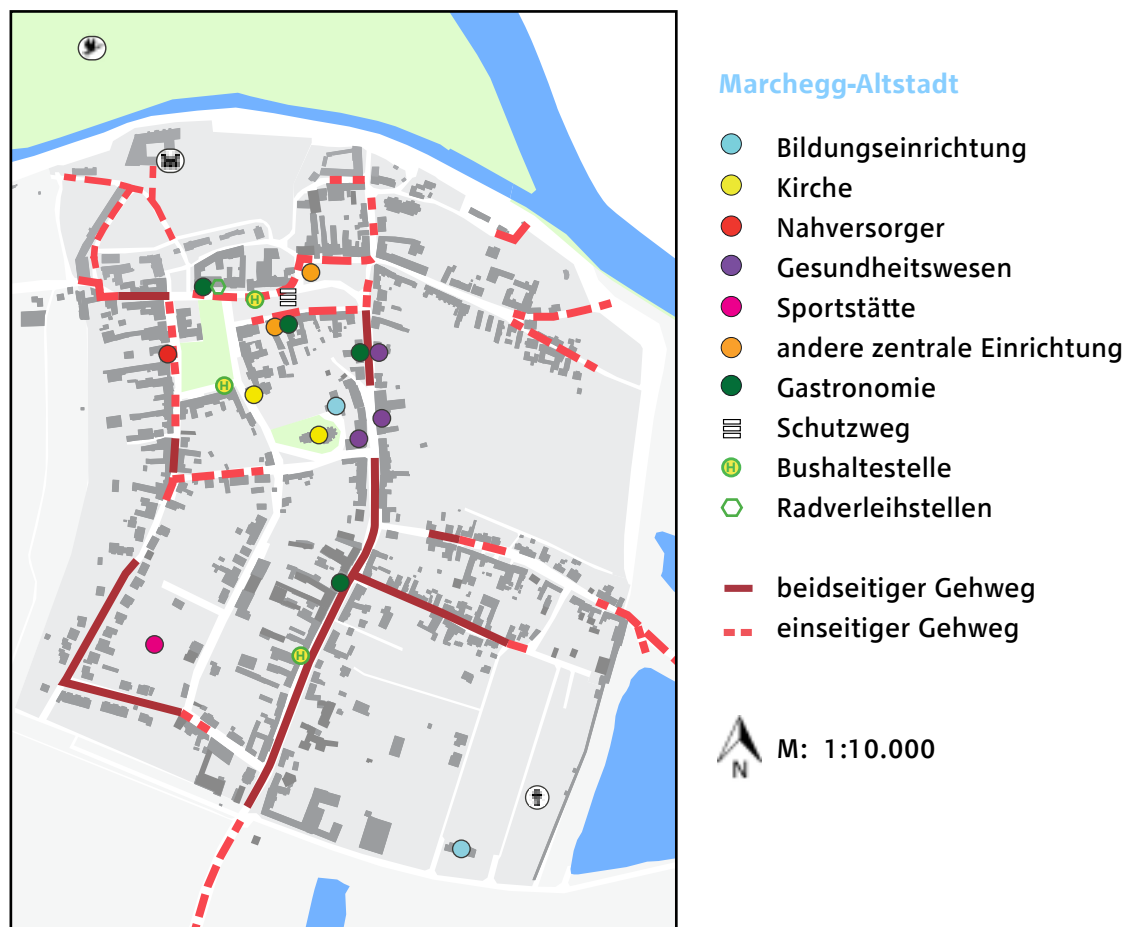 Marchegg-Altstadt
Bildungseinrichtung
Kirche
Nahversorger
Gesundheitswesen
Sportstätte
andere zentrale Einrichtung
Gastronomie
Schutzweg
H Bushaltestelle
Radverleihstellen
beidseitiger Gehweg
einseitiger Gehweg
N M: 1:10.000
H
H
H